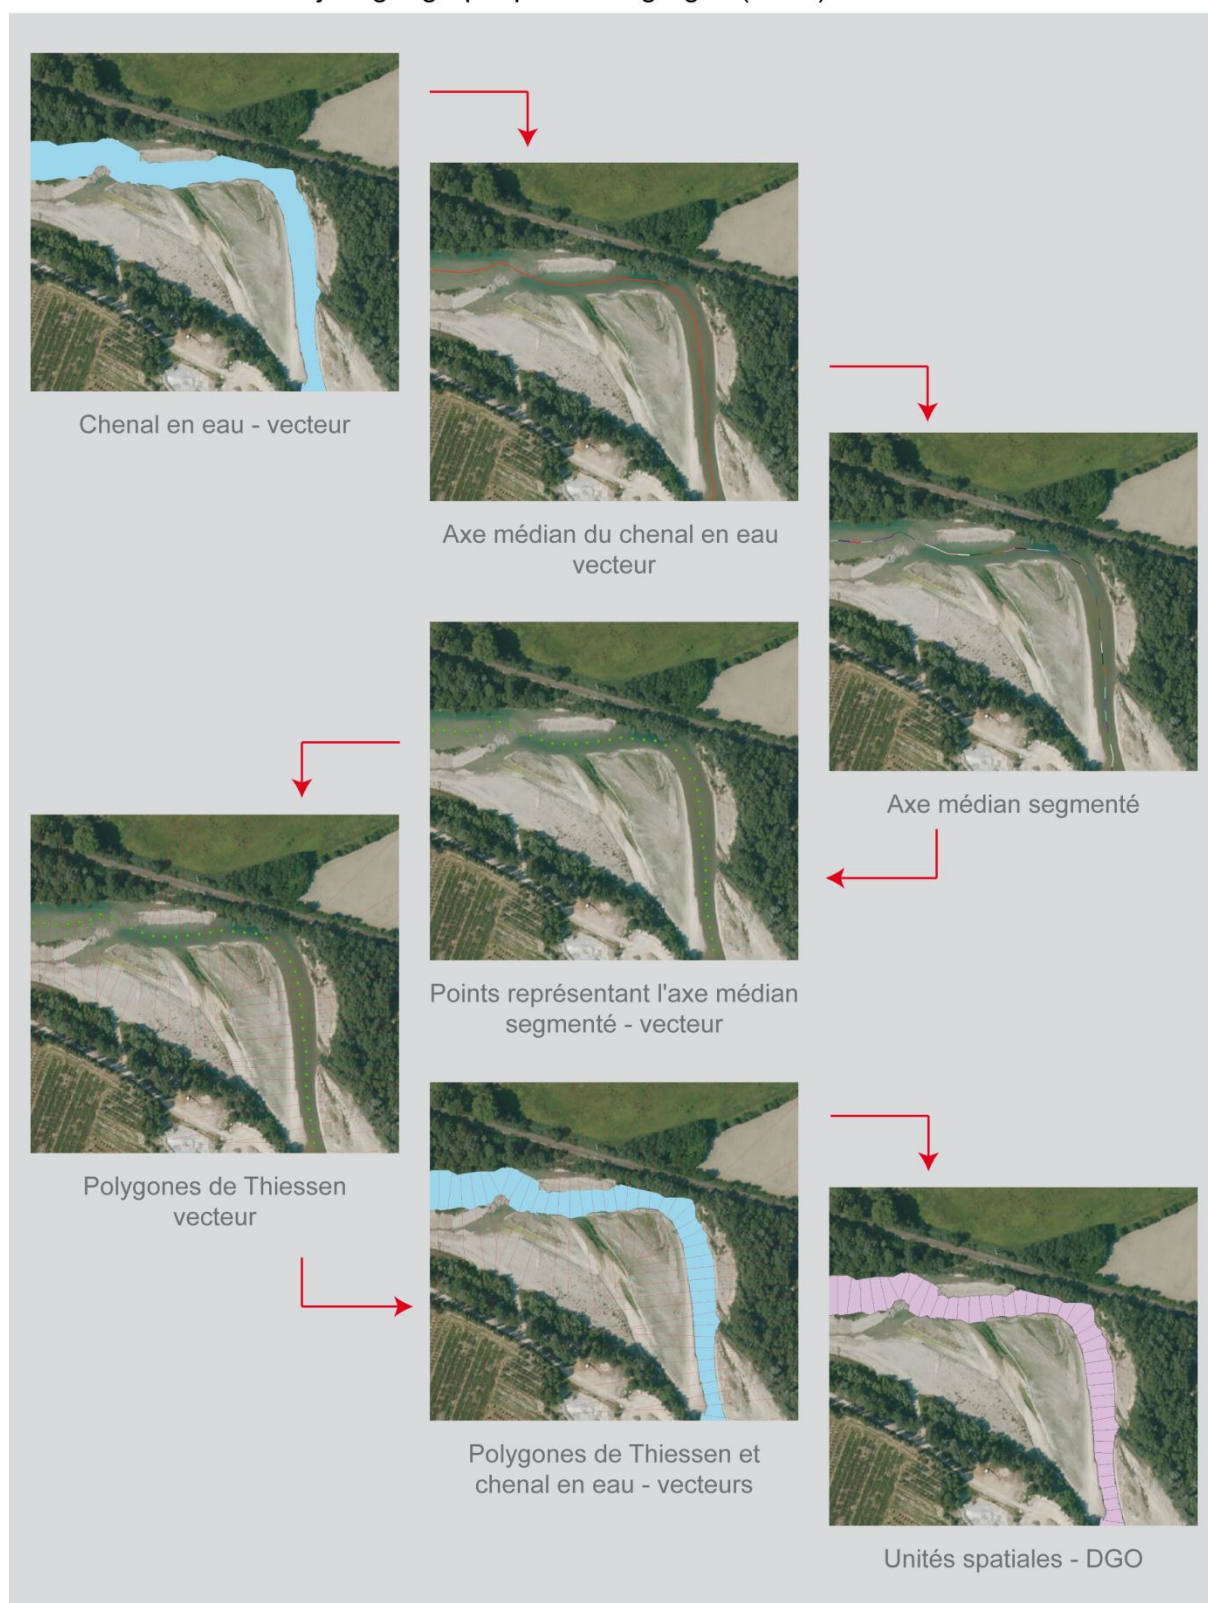 Chenal en eau - vecteur
Axe médian du chenal en eau
vecteur
Axe médian segmenté
Points représentant l'axe médian
segmenté - vecteur
Polygones de Thiessen
vecteur
Polygones de Thiessen et
chenal en eau - vecteurs
Unités spatiales - DGO